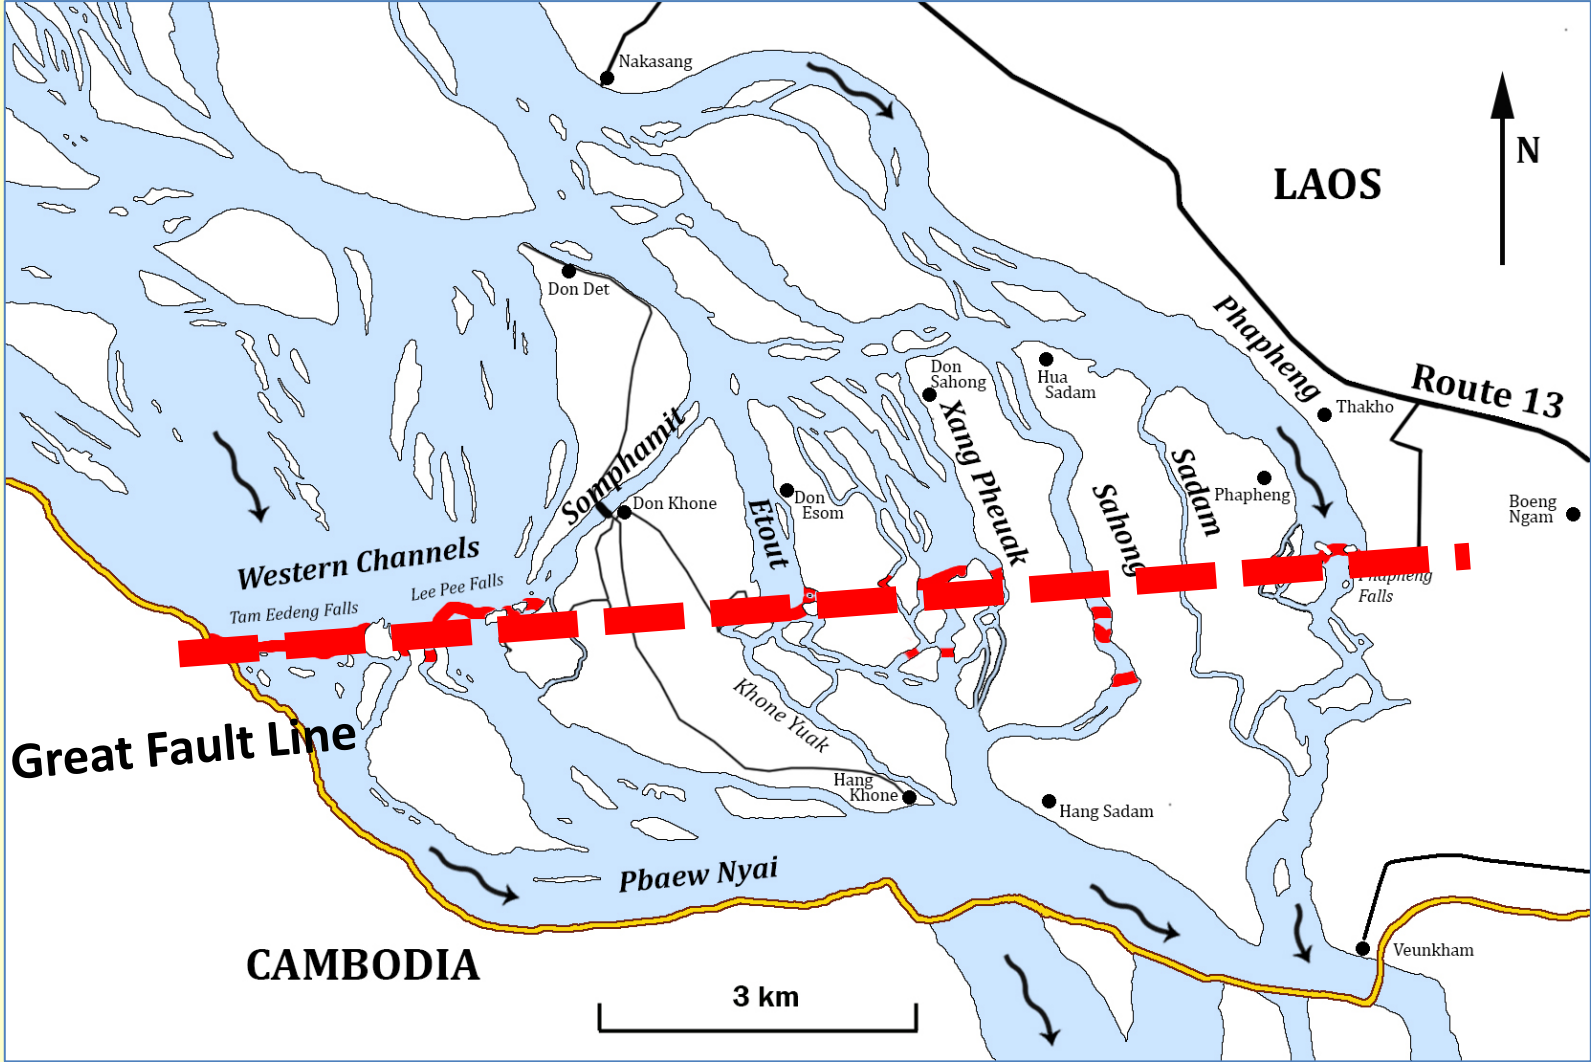 Nakasang
N
LAOS
Don Det
Phapheng
Don
Sahong
Hua
Sadam
Route 13
Thakho
Xang Pheuak
Somphamit
Sadam
Phapheng
Sahong
Don Khone
Don
Esom
Etout
Boeng
Ngam
Western Channels
Lee Pee Falls
Tam Eedeng Falls
Phapheng
Falls
Khone Yuak
Great Fault Line
Hang
Khone
Hang Sadam
Pbaew Nyai
CAMBODIA
Veunkham
3 km